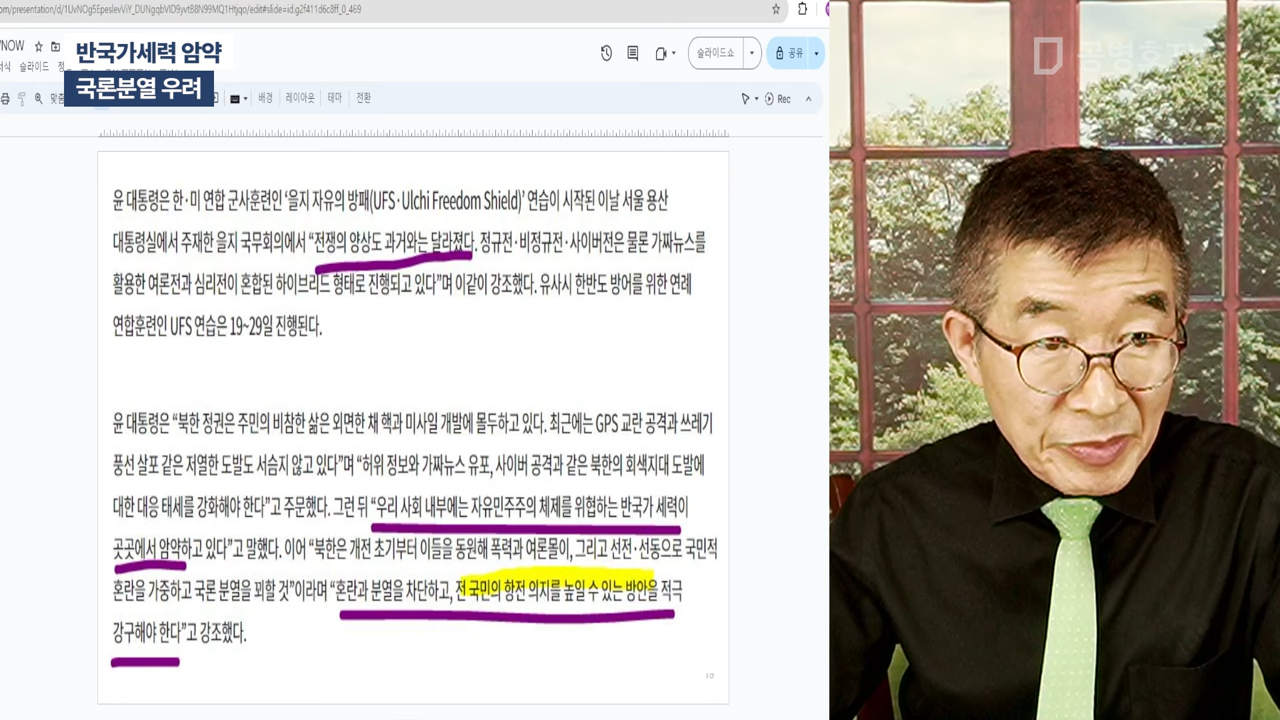 com/presentation/d/1UvNOg5EpeslevViY_DUNgqbVID9yvtB8N99MQ1Htjqo/edit#slide=id.g2f411d6c8ff_0_469
/NOW
반국가세력 암약
국론분열 우려
서식 슬라이드
슬라이드쇼
공유
공병호TV
맞춤
배경 레이아웃 테마 전환
Rec
윤 대통령은 한·미 연합 군사훈련인 ‘을지 자유의 방패(UFS·Ulchi Freedom Shield)’ 연습이 시작된 이날 서울 용산
대통령실에서 주재한 을지 국무회의에서 “전쟁의 양상도 과거와는 달라졌다. 정규전·비정규전·사이버전은 물론 가짜뉴스를
활용한 여론전과 심리전이 혼합된 하이브리드 형태로 진행되고 있다”며 이같이 강조했다. 유사시 한반도 방어를 위한 연례
연합훈련인 UFS 연습은 19~29일 진행된다.
윤 대통령은 “북한 정권은 주민의 비참한 삶은 외면한 채 핵과 미사일 개발에 몰두하고 있다. 최근에는 GPS 교란 공격과 쓰레기
풍선 살포 같은 저열한 도발도 서슴지 않고 있다”며 “허위 정보와 가짜뉴스 유포, 사이버 공격과 같은 북한의 회색지대 도발에
대한 대응 태세를 강화해야 한다”고 주문했다. 그런 뒤 “우리 사회 내부에는 자유민주주의 체제를 위협하는 반국가 세력이
곳곳에서 암약하고 있다”고 말했다. 이어 “북한은 개전 초기부터 이들을 동원해 폭력과 여론몰이, 그리고 선전·선동으로 국민적
혼란을 가중하고 국론 분열을 꾀할 것”이라며 “혼란과 분열을 차단하고, 전 국민의 항전 의지를 높일 수 있는 방안을 적극
강구해야 한다”고 강조했다.